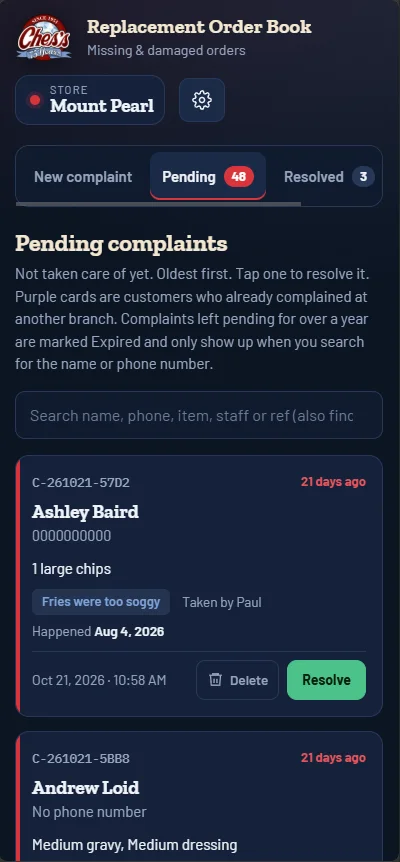 SINCE 1951
Ches's
Replacement Order Book
Missing & damaged orders
STORE
Mount Pearl
New complaint
Pending 48
Resolved 3
Pending complaints
Not taken care of yet. Oldest first. Tap one to resolve it.
Purple cards are customers who already complained at
another branch. Complaints left pending for over a year
are marked Expired and only show up when you search
for the name or phone number.
Search name, phone, item, staff or ref (also finc
C-261021-57D2
21 days ago
Ashley Baird
0000000000
1 large chips
Fries were too soggy
Taken by Paul
Happened Aug 4, 2026
Oct 21, 2026 · 10:58 AM
Delete
Resolve
C-261021-5BB8
21 days ago
Andrew Loid
No phone number
Medium gravy, Medium dressing